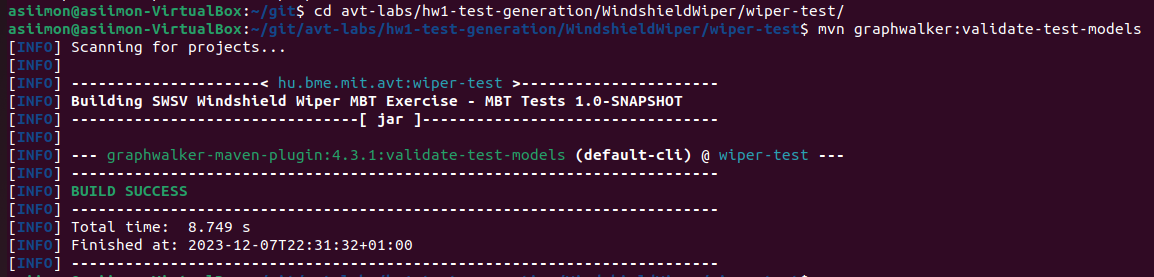 asiimon@asiimon-VirtualBox:~/git$ cd avt-labs/hw1-test-generation/WindshieldWiper/wiper-test/
asiimon@asiimon-VirtualBox:~/git/avt-labs/hw1-test-generation/WindshieldWiper/wiper-test$ mvn graphwalker:validate-test-models
[INFO] Scanning for projects...
[INFO]
[INFO] --------------------< hu.bme.mit.avt:wiper-test >---------------------
[INFO] Building SWSV Windshield Wiper MBT Exercise - MBT Tests 1.0-SNAPSHOT
[INFO] --------------------------------[ jar ]---------------------------------
[INFO]
[INFO] --- graphwalker-maven-plugin:4.3.1:validate-test-models (default-cli) @ wiper-test ---
[INFO] ------------------------------------------------------------------------
[INFO] BUILD SUCCESS
[INFO] ------------------------------------------------------------------------
[INFO] Total time:  8.749 s
[INFO] Finished at: 2023-12-07T22:31:32+01:00
[INFO] ------------------------------------------------------------------------